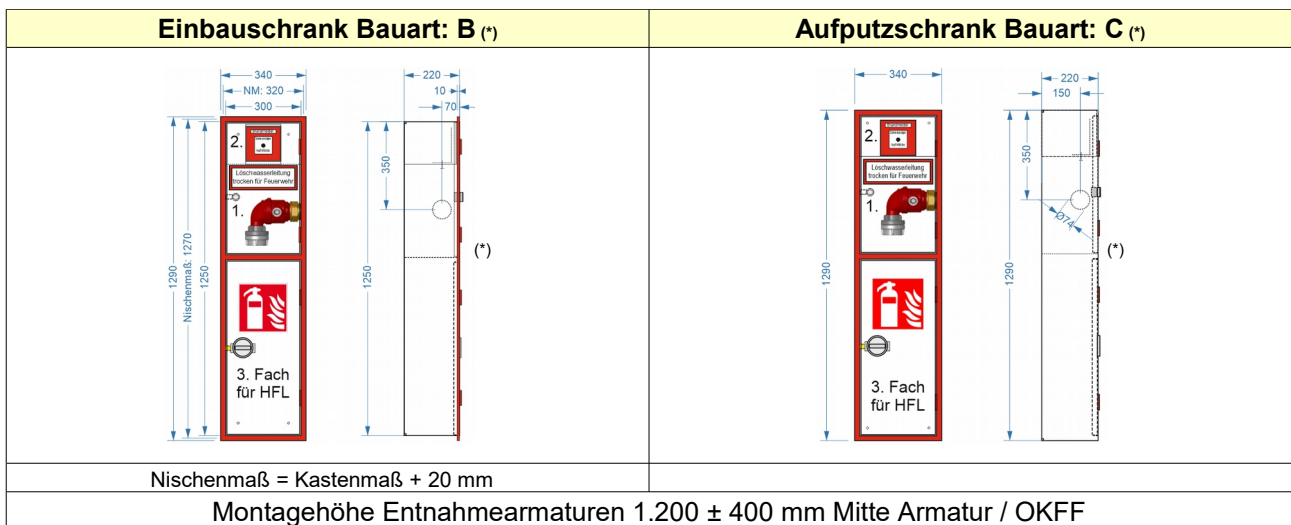 Einbauschrank Bauart: B (*)
Aufputzschrank Bauart: C (*)
340
NM: 320
300
220
10
70
1290
Nischenmaß: 1270
1250
2.
Löschwasserleitung
trocken für Feuerwehr
1.
3. Fach
für HFL
350
1250
(*)
340
1290
2.
Löschwasserleitung
trocken für Feuerwehr
1.
3. Fach
für HFL
220
150
350
Ø74
1290
(*)
Nischenmaß = Kastenmaß + 20 mm
Montagehöhe Entnahmearmaturen 1.200 ± 400 mm Mitte Armatur / OKFF